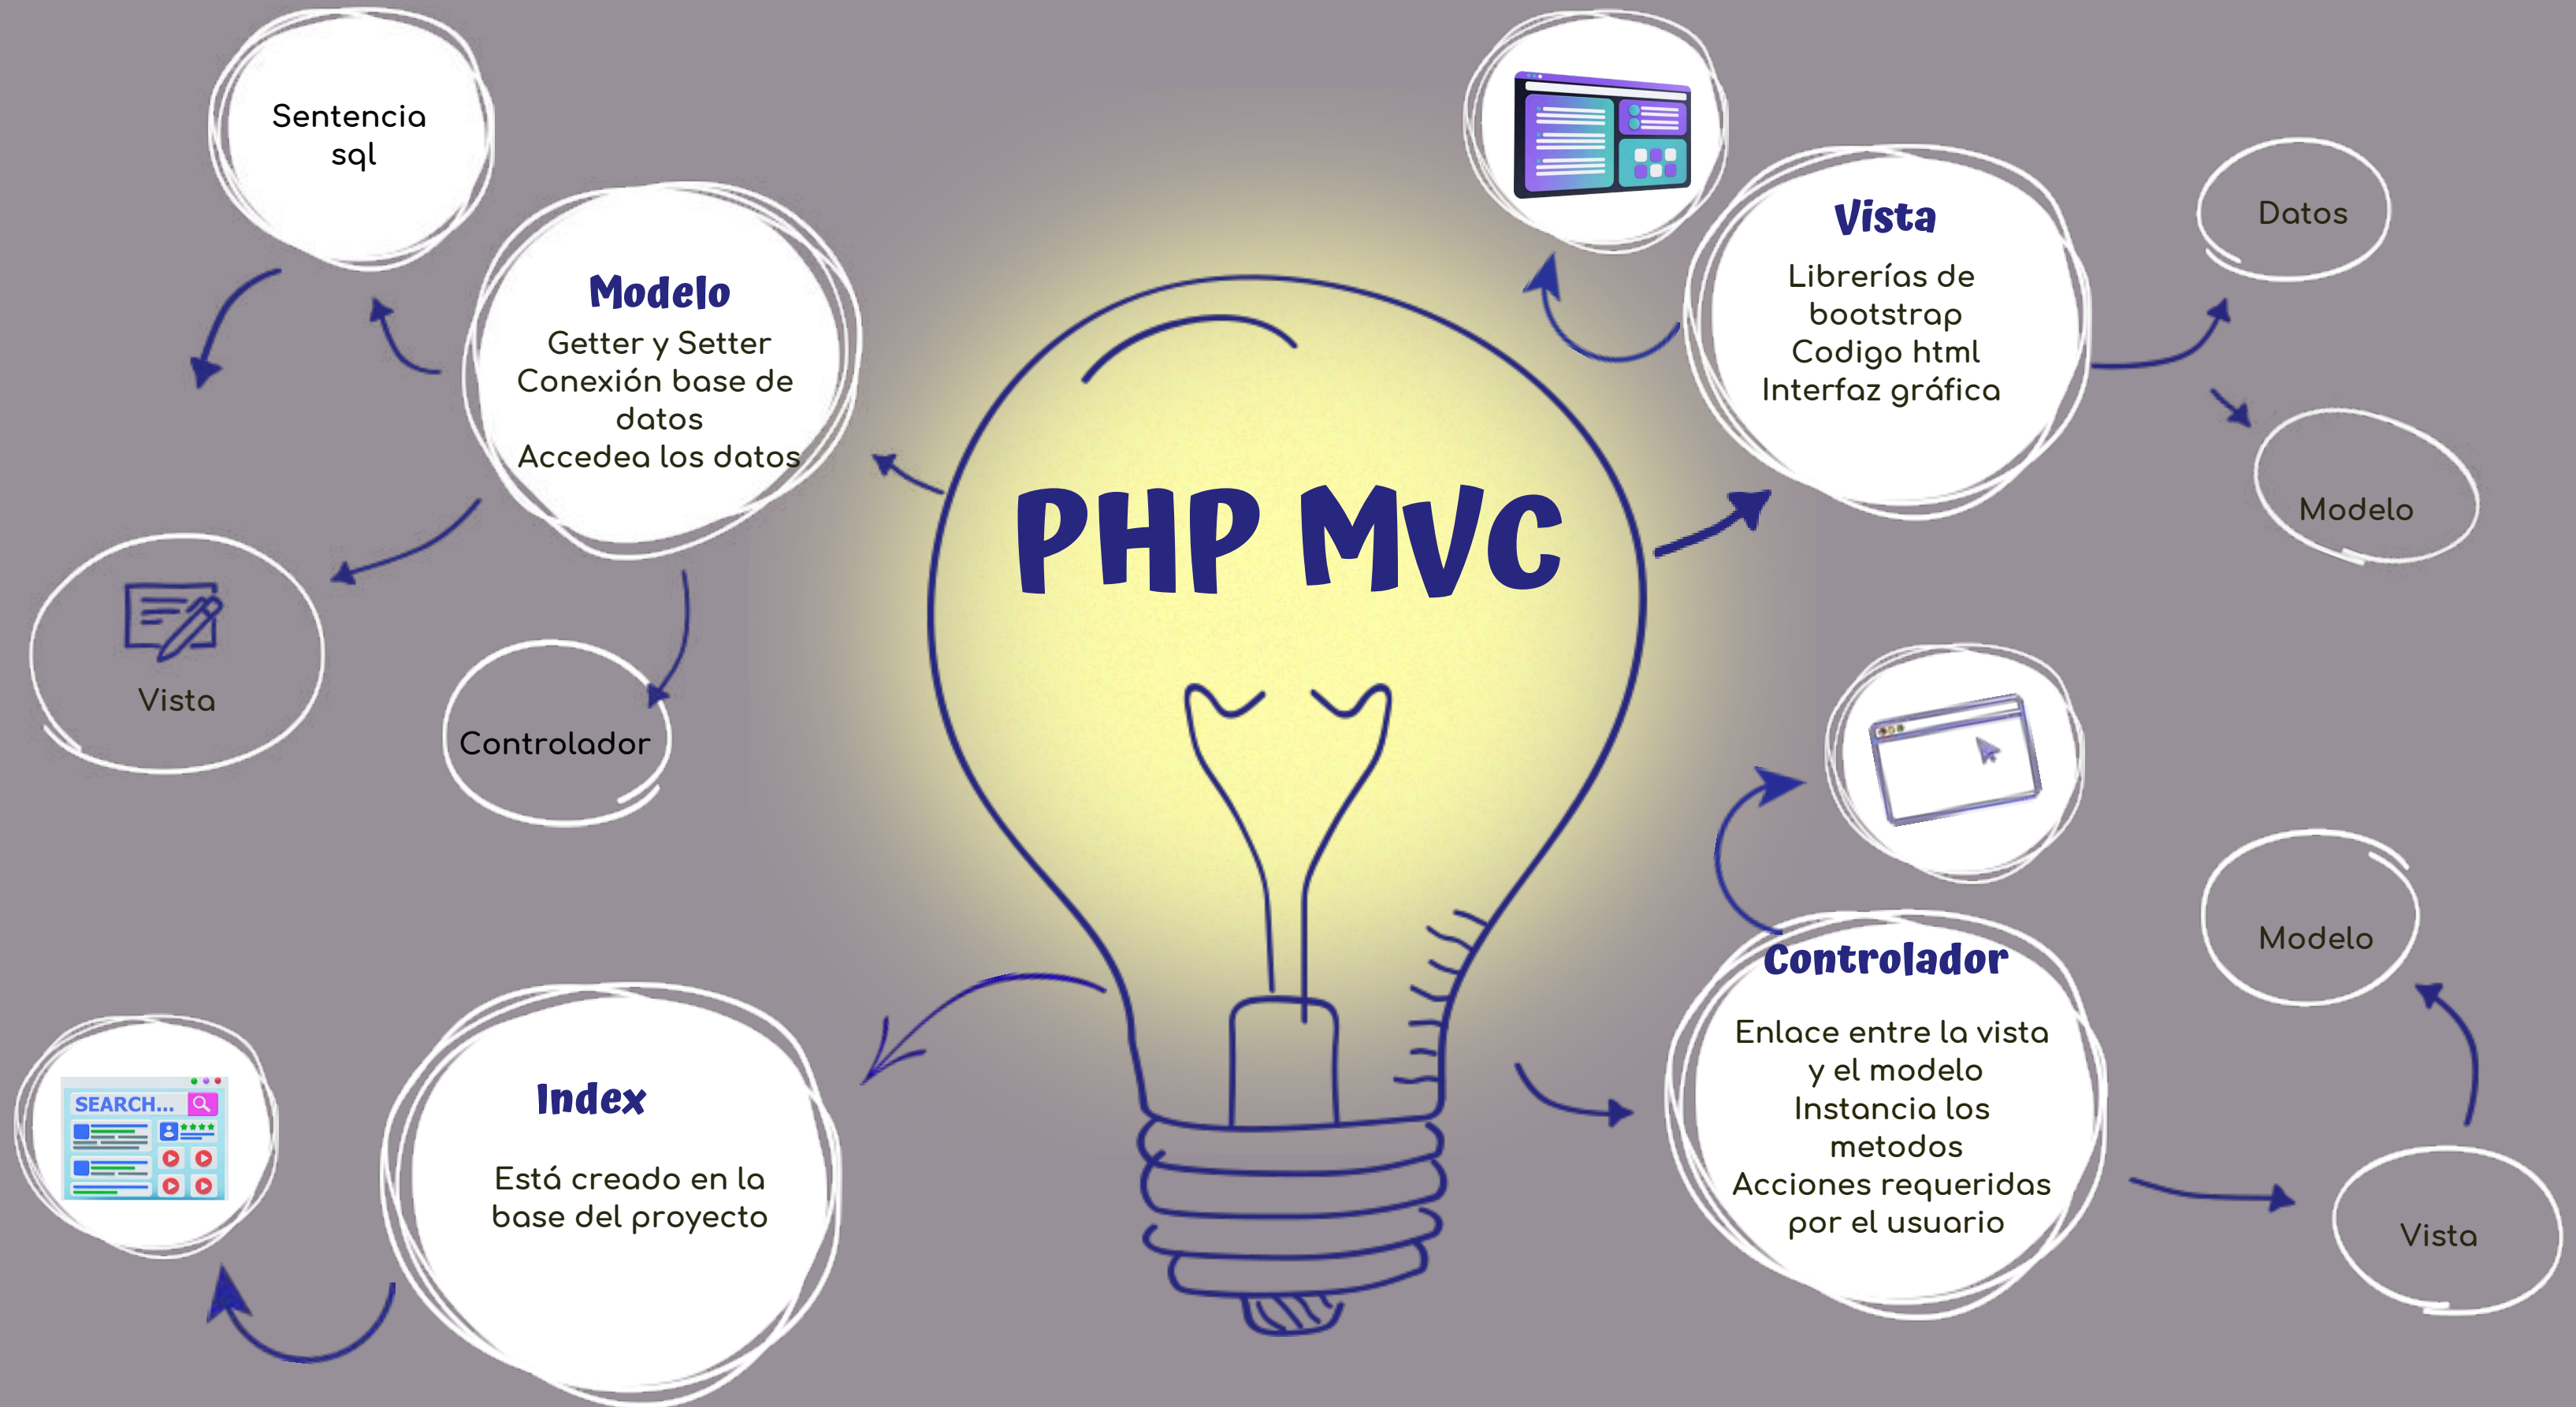 Sentencia
sql
Modelo
Getter y Setter
Conexión base de
datos
Accedea los datos
Vista
Controlador
PHP MVC
Vista
Librerías de
bootstrap
Codigo html
Interfaz gráfica
Datos
Modelo
Index
Está creado en la
base del proyecto
SEARCH...
Controlador
Enlace entre la vista
y el modelo
Instancia los
metodos
Acciones requeridas
por el usuario
Modelo
Vista